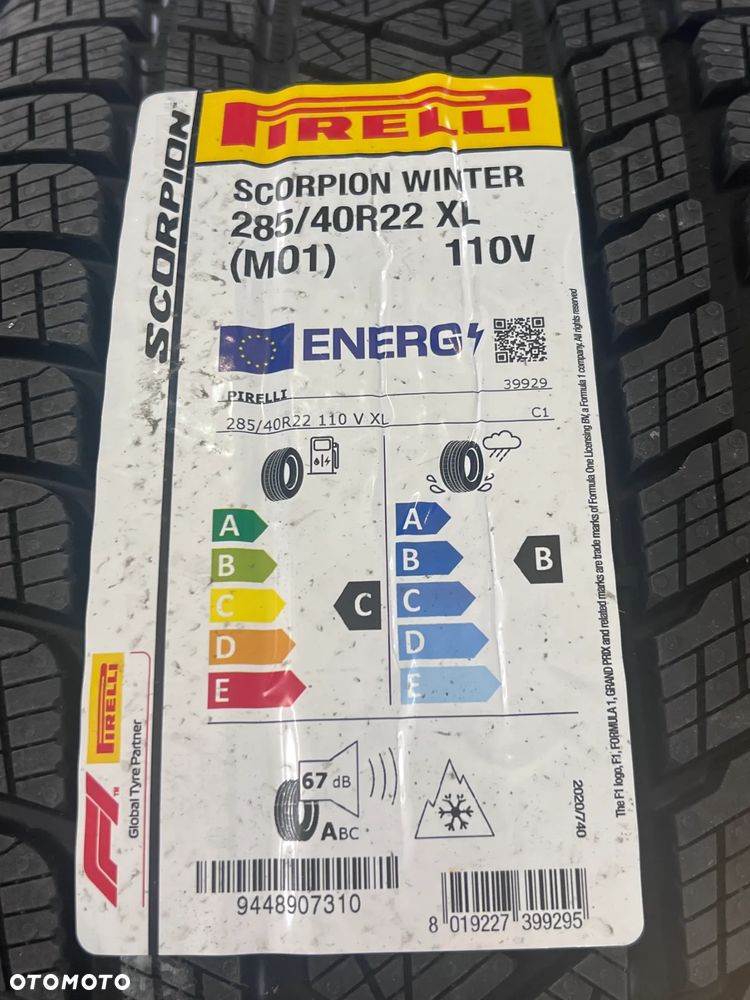 PIRELLI
SCORPION™
SCORPION WINTER
285/40R22 XL
(MO1) 110V
ENERG
PIRELLI 39929
285/40R22 110 V XL C1
A A
B B B
C C C
D D
E E
67 dB
ABC
2020/740
The F1 logo, F1, FORMULA 1, GRAND PRIX and related marks are trade marks of Formula One Licensing BV, a Formula 1 company. All rights reserved
F1™
PIRELLI
Global Tyre Partner
9448907310
8 019227 399295
OTOMOTO